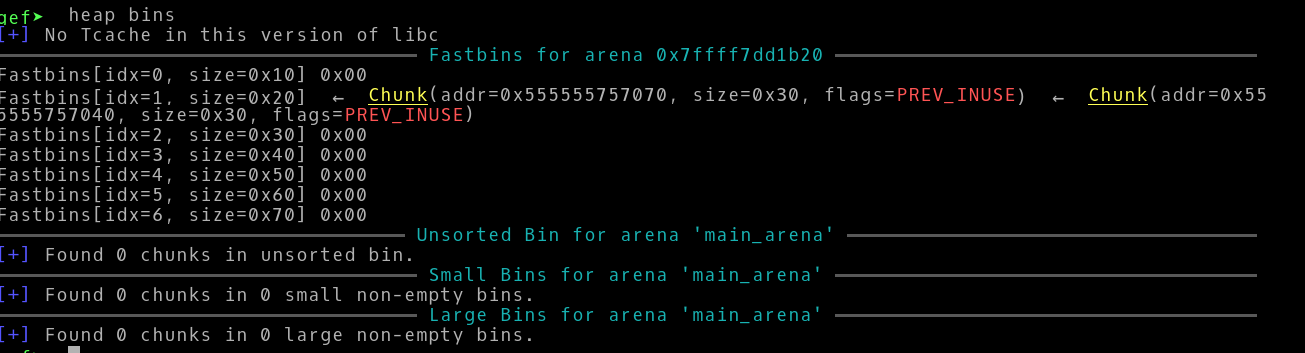 gef➤  heap bins
[+] No Tcache in this version of libc
Fastbins for arena 0x7ffff7dd1b20
Fastbins[idx=0, size=0x10] 0x00
Fastbins[idx=1, size=0x20]  ←  Chunk(addr=0x555555757070, size=0x30, flags=PREV_INUSE)  ←  Chunk(addr=0x55
5555757040, size=0x30, flags=PREV_INUSE)
Fastbins[idx=2, size=0x30] 0x00
Fastbins[idx=3, size=0x40] 0x00
Fastbins[idx=4, size=0x50] 0x00
Fastbins[idx=5, size=0x60] 0x00
Fastbins[idx=6, size=0x70] 0x00
Unsorted Bin for arena 'main_arena'
[+] Found 0 chunks in unsorted bin.
Small Bins for arena 'main_arena'
[+] Found 0 chunks in 0 small non-empty bins.
Large Bins for arena 'main_arena'
[+] Found 0 chunks in 0 large non-empty bins.
gef➤